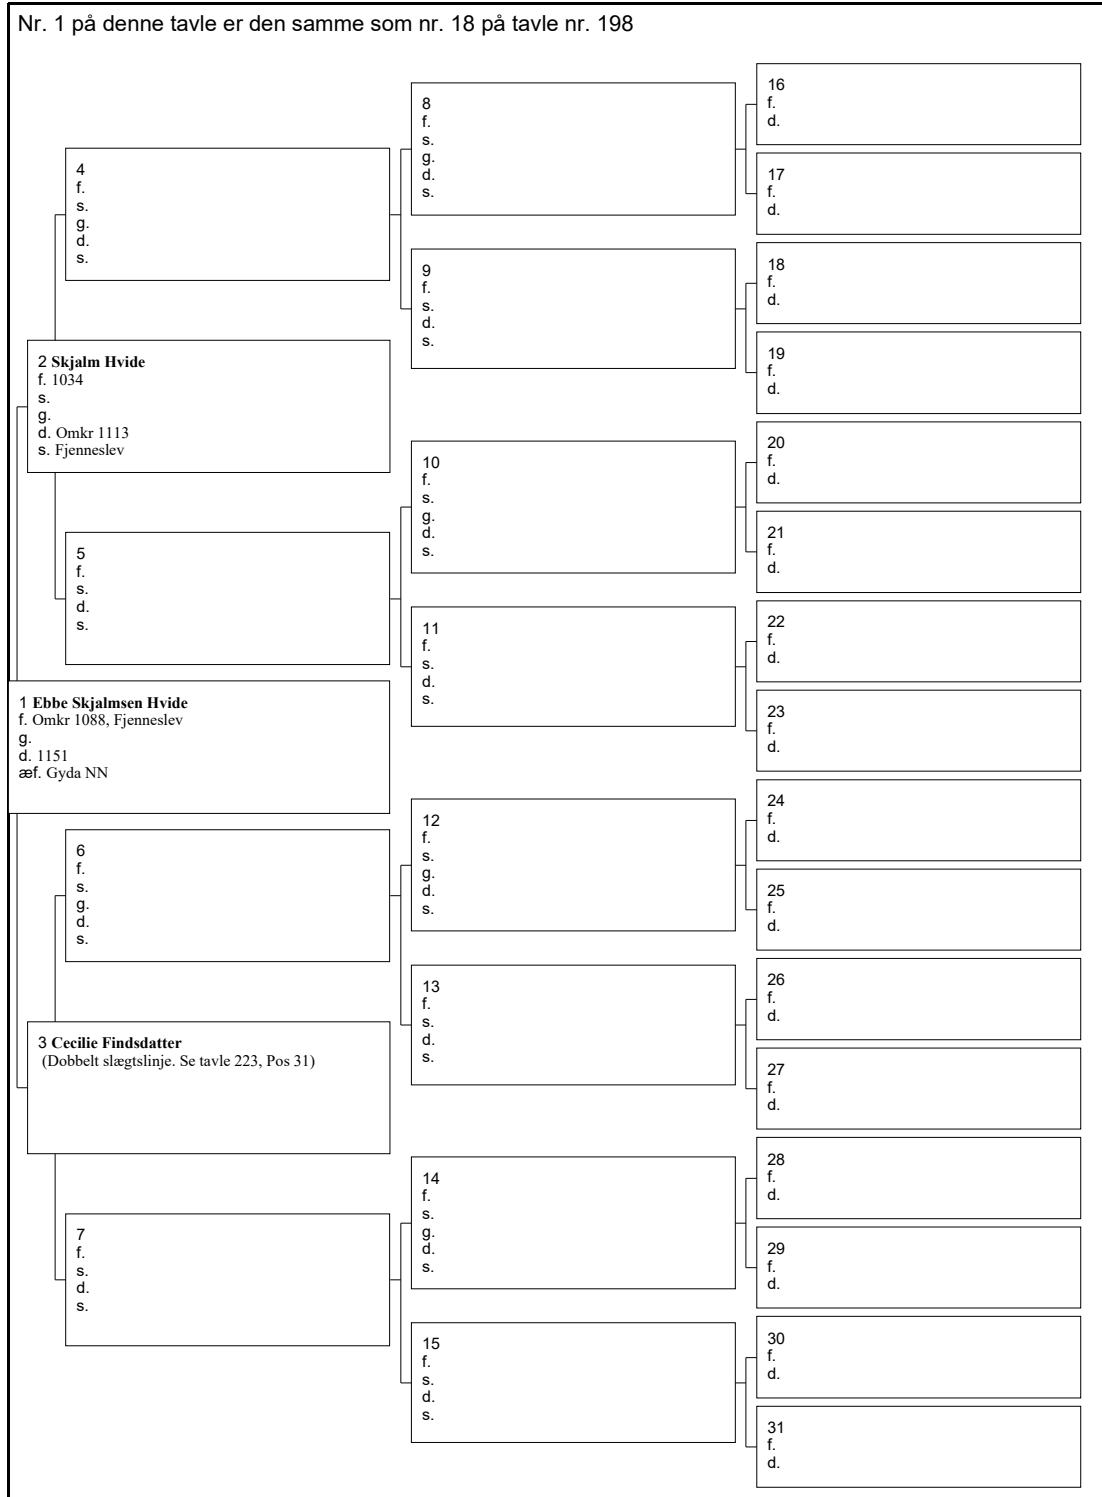 Nr. 1 på denne tavle er den samme som nr. 18 på tavle nr. 198
1 Ebbe Skjalmsen Hvide
f. Omkr 1088, Fjenneslev
g.
d. 1151
æf. Gyda NN
2 Skjalm Hvide
f. 1034
s.
g.
d. Omkr 1113
s. Fjenneslev
3 Cecilie Findsdatter
(Dobbelt slægtslinje. Se tavle 223, Pos 31)
4
f.
s.
g.
d.
s.
5
f.
s.
d.
s.
6
f.
s.
g.
d.
s.
7
f.
s.
d.
s.
8
f.
s.
g.
d.
s.
9
f.
s.
d.
s.
10
f.
s.
g.
d.
s.
11
f.
s.
d.
s.
12
f.
s.
g.
d.
s.
13
f.
s.
d.
s.
14
f.
s.
g.
d.
s.
15
f.
s.
d.
s.
16
f.
d.
17
f.
d.
18
f.
d.
19
f.
d.
20
f.
d.
21
f.
d.
22
f.
d.
23
f.
d.
24
f.
d.
25
f.
d.
26
f.
d.
27
f.
d.
28
f.
d.
29
f.
d.
30
f.
d.
31
f.
d.